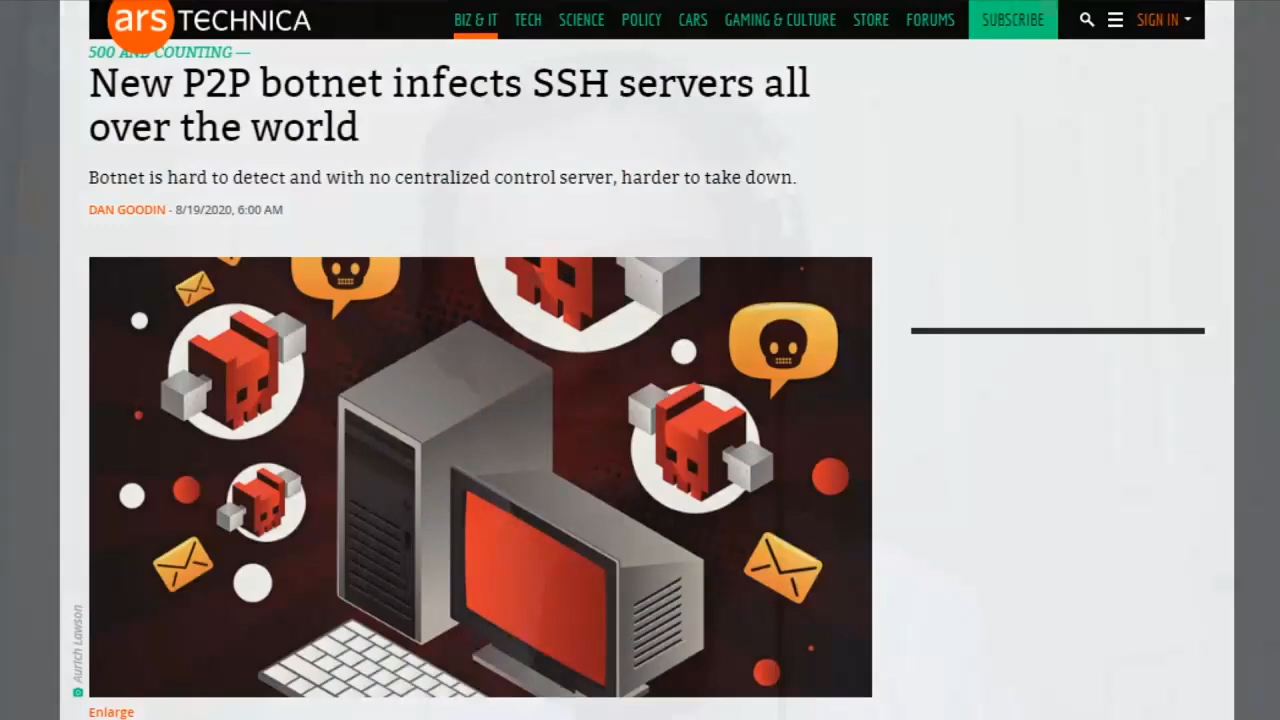 ars TECHNICA
BIZ & IT TECH SCIENCE POLICY CARS GAMING & CULTURE STORE FORUMS SUBSCRIBE SIGN IN
500 AND COUNTING —
New P2P botnet infects SSH servers all
over the world
Botnet is hard to detect and with no centralized control server, harder to take down.
DAN GOODIN - 8/19/2020, 6:00 AM
Aurich Lawson
Enlarge